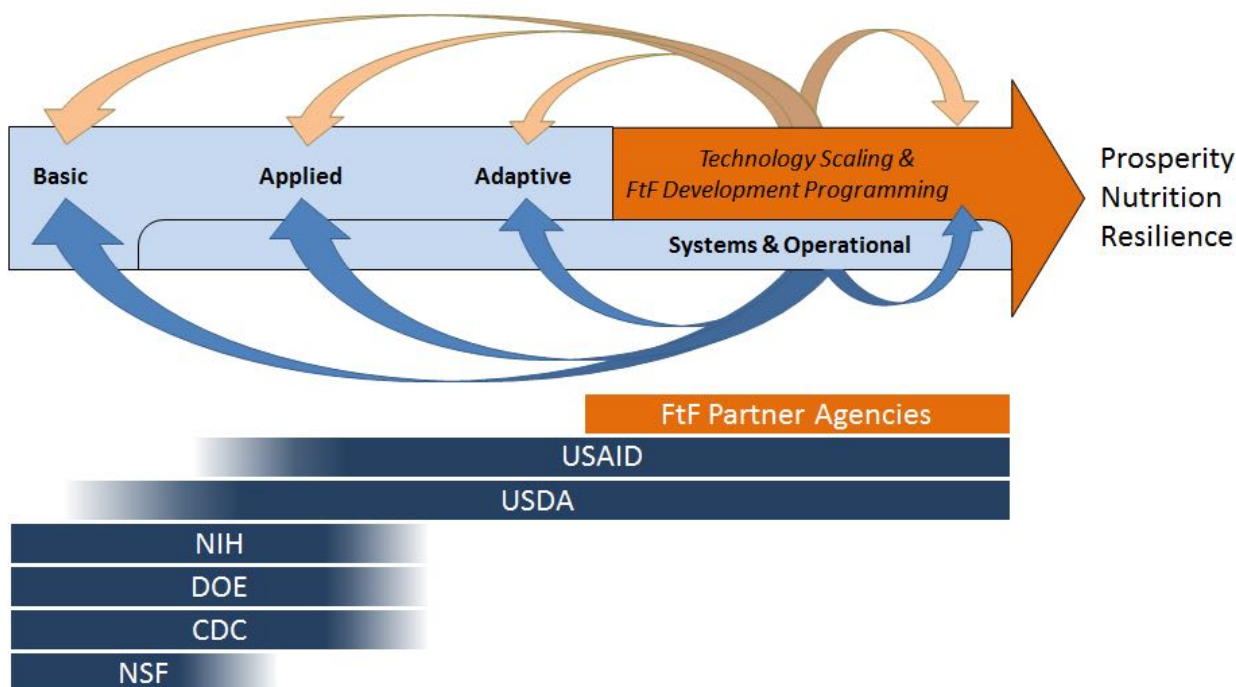 Basic
Applied
Adaptive
Technology Scaling &
FtF Development Programming
Systems & Operational
Prosperity
Nutrition
Resilience
FtF Partner Agencies
USAID
USDA
NIH
DOE
CDC
NSF